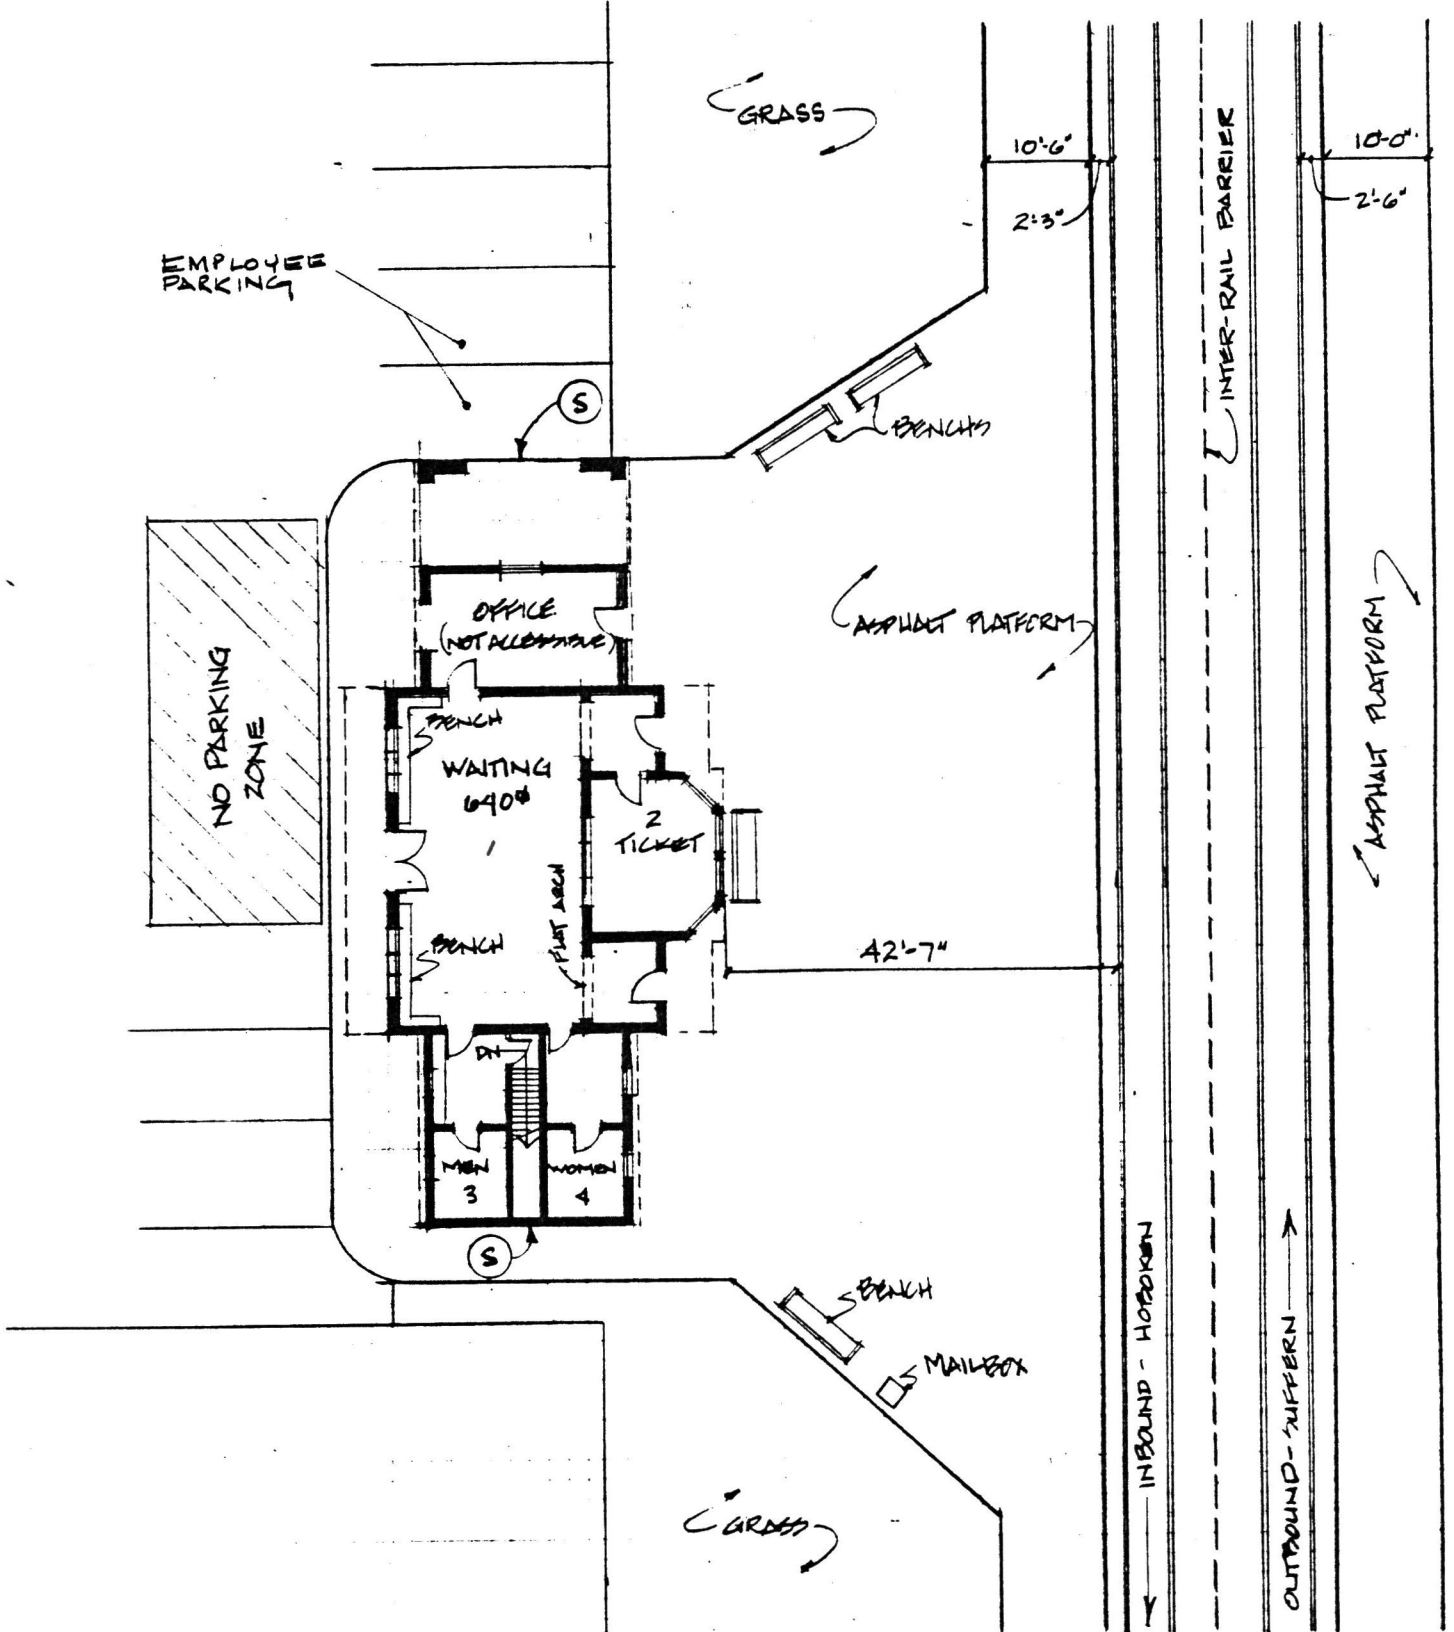 GRASS
10'-6"
10'-0"
2'-3"
2'-6"
INTER-RAIL BARRIER
EMPLOYEE
PARKING
S
BENCHS
OFFICE
(NOT ACCESSIBLE)
ASPHALT PLATFORM
ASPHALT PLATFORM
NO PARKING
ZONE
BENCH
WAITING
640
1
2
TICKET
FLAT ARCH
BENCH
42'-7"
DN
MEN
3
WOMEN
4
S
BENCH
MAILBOX
INBOUND - HOBOKEN
OUTBOUND - SUFFERN
GRASS